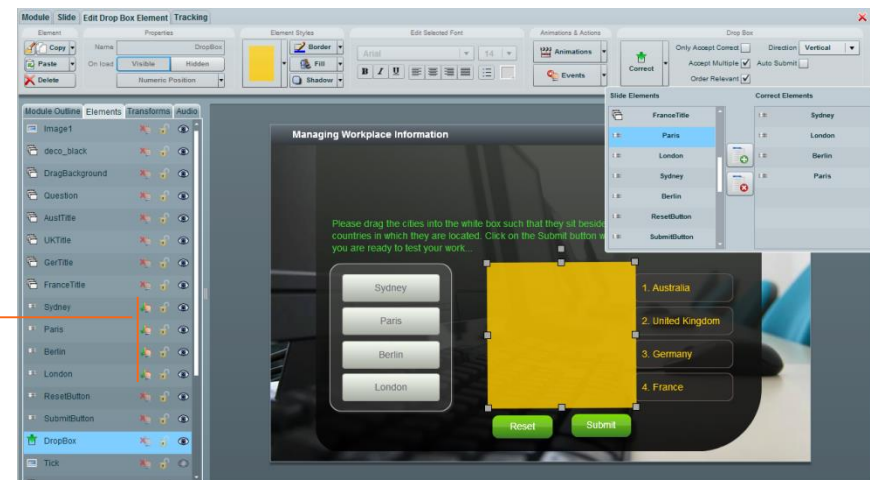 Module Slide Edit Drop Box Element Tracking
Element Properties Element Styles Edit Selected Font Animations & Actions Drop Box
Copy Name DropBox Border Arial 14 Animations Only Accept Correct Direction Vertical
Paste On load Visible Hidden Fill Correct Accept Multiple Auto Submit
Delete Numeric Position Shadow B I U Events Order Relevant
Slide Elements Correct Elements
FranceTitle Sydney
Paris London
London Berlin
Sydney Paris
Berlin
ResetButton
SubmitButton
Module Outline Elements Transforms Audio
Image1
deco_black
DragBackground
Question
AustTitle
UKTitle
GerTitle
FranceTitle
Sydney
Paris
Berlin
London
ResetButton
SubmitButton
DropBox
Tick
Managing Workplace Information
Please drag the cities into the white box such that they sit beside
countries in which they are located. Click on the Submit button w
you are ready to test your work...
Sydney 1. Australia
Paris 2. United Kingdom
Berlin 3. Germany
London 4. France
Reset Submit